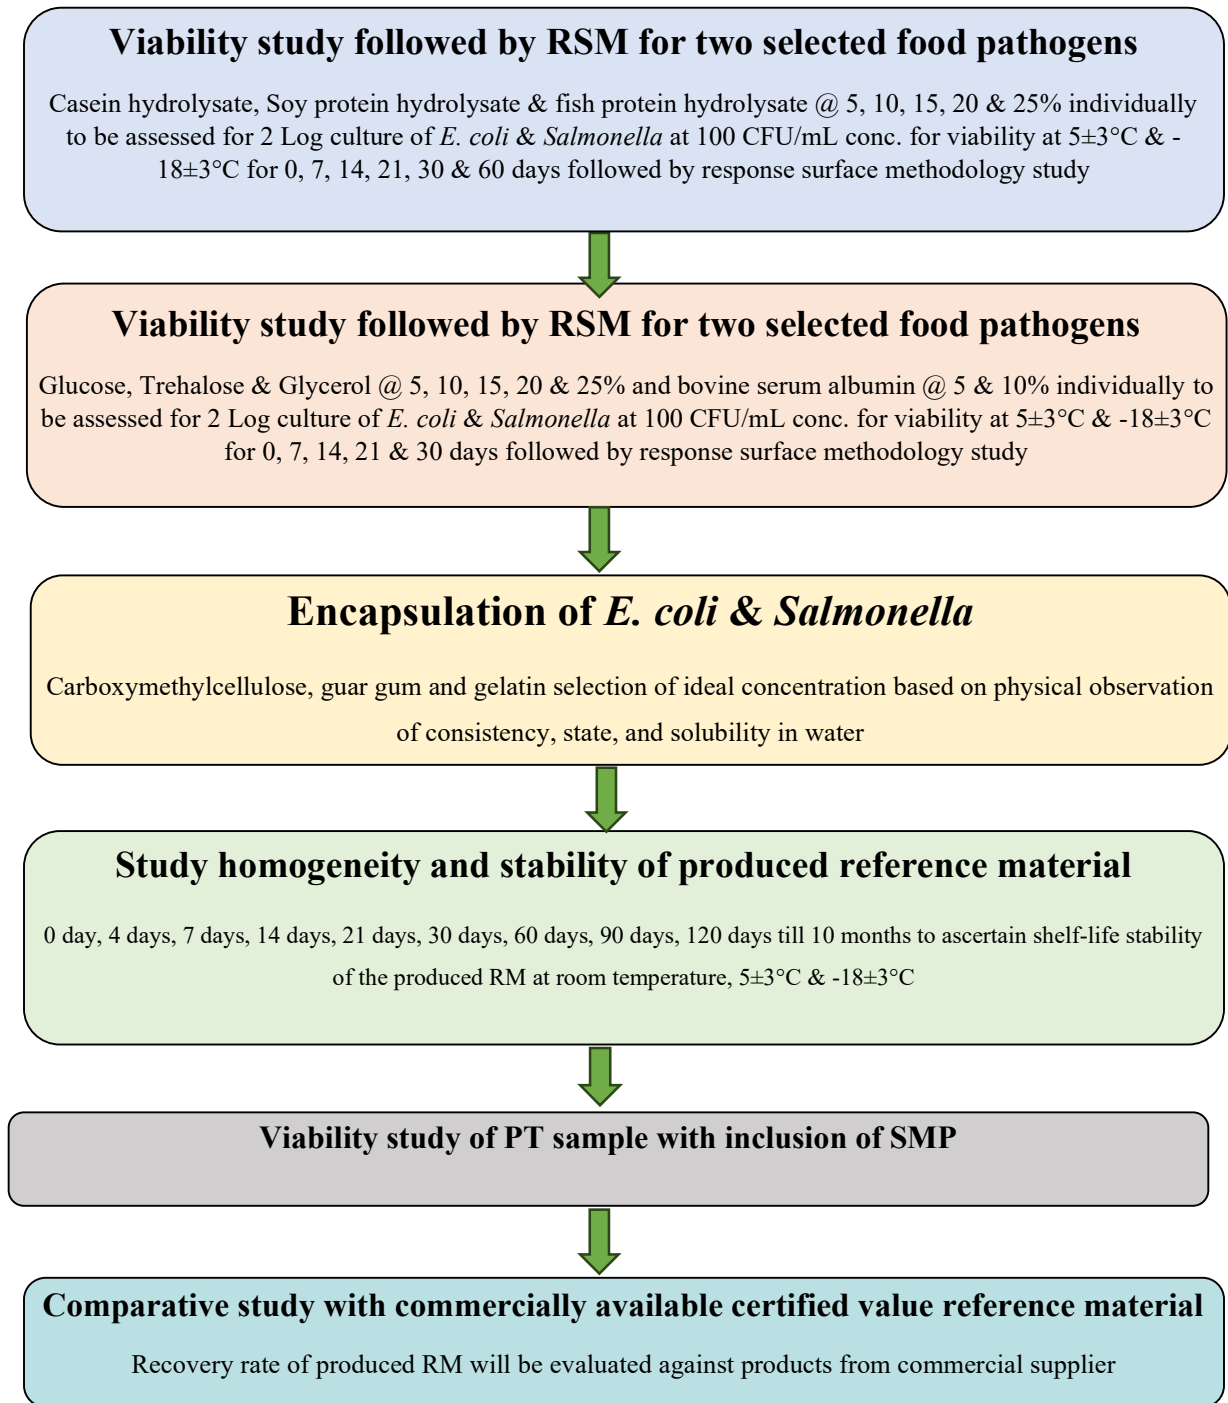 Viability study followed by RSM for two selected food pathogens
Casein hydrolysate, Soy protein hydrolysate & fish protein hydrolysate @ 5, 10, 15, 20 & 25% individually
to be assessed for 2 Log culture of E. coli & Salmonella at 100 CFU/mL conc. for viability at 5±3°C & -
18±3°C for 0, 7, 14, 21, 30 & 60 days followed by response surface methodology study
Viability study followed by RSM for two selected food pathogens
Glucose, Trehalose & Glycerol @ 5, 10, 15, 20 & 25% and bovine serum albumin @ 5 & 10% individually to
be assessed for 2 Log culture of E. coli & Salmonella at 100 CFU/mL conc. for viability at 5±3°C & -18±3°C
for 0, 7, 14, 21 & 30 days followed by response surface methodology study
Encapsulation of E. coli & Salmonella
Carboxymethylcellulose, guar gum and gelatin selection of ideal concentration based on physical observation
of consistency, state, and solubility in water
Study homogeneity and stability of produced reference material
0 day, 4 days, 7 days, 14 days, 21 days, 30 days, 60 days, 90 days, 120 days till 10 months to ascertain shelf-life stability
of the produced RM at room temperature, 5±3°C & -18±3°C
Viability study of PT sample with inclusion of SMP
Comparative study with commercially available certified value reference material
Recovery rate of produced RM will be evaluated against products from commercial supplier